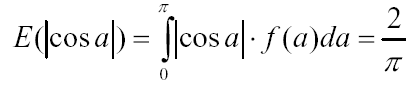 E(|cos a|) = ∫₀^π |cos a| · f(a)da = 2/π